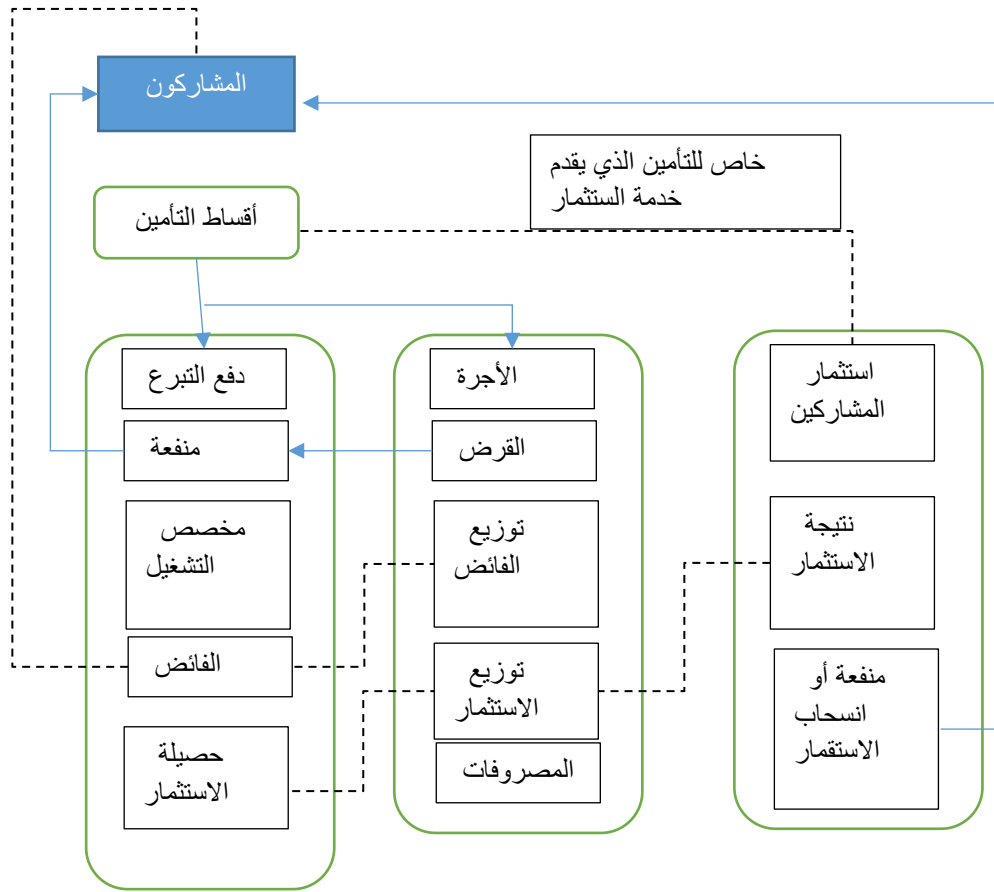 المشاركون
خاص للتأمين الذي يقدم
خدمة الستثمار
أقساط التأمين
دفع التبرع
منفعة
مخصص
التشغيل
الفائض
حصيلة
الاستثمار
الأجرة
القرض
توزيع
الفائض
توزيع
الاستثمار
المصروفات
استثمار
المشاركين
نتيجة
الاستثمار
منفعة أو
انسحاب
الاستقمار